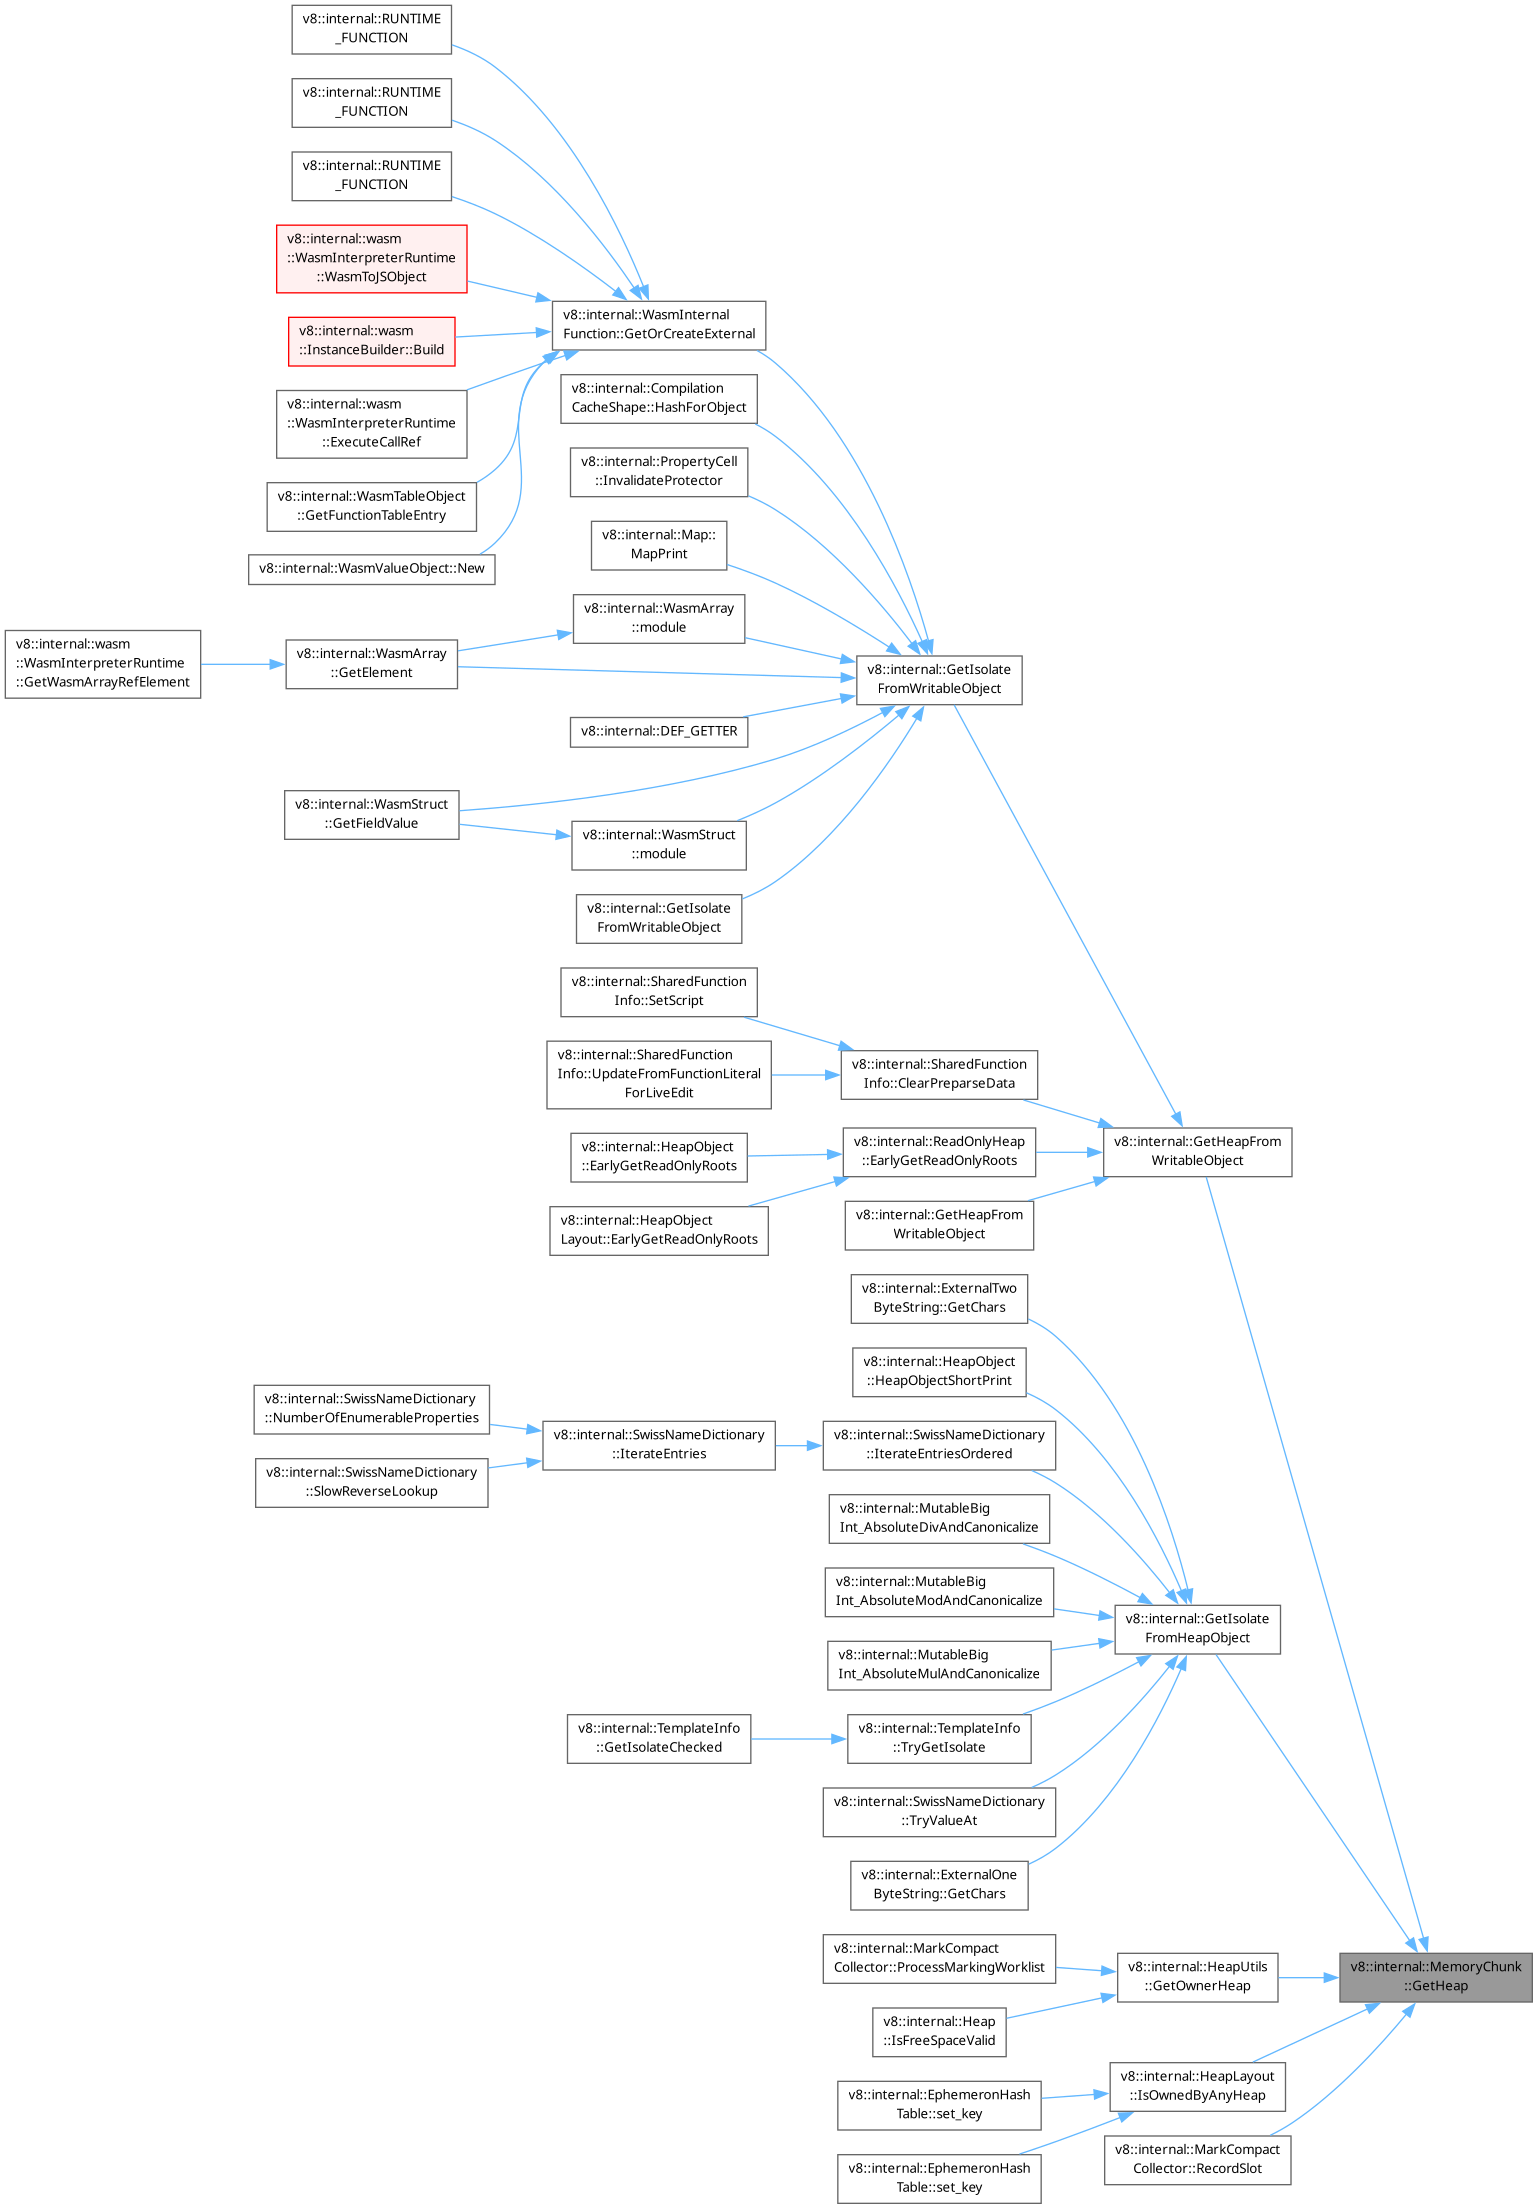 v8::internal::RUNTIME
_FUNCTION
v8::internal::RUNTIME
_FUNCTION
v8::internal::RUNTIME
_FUNCTION
v8::internal::wasm
::WasmInterpreterRuntime
::WasmToJSObject
v8::internal::wasm
::InstanceBuilder::Build
v8::internal::wasm
::WasmInterpreterRuntime
::ExecuteCallRef
v8::internal::WasmTableObject
::GetFunctionTableEntry
v8::internal::WasmValueObject::New
v8::internal::WasmInternal
Function::GetOrCreateExternal
v8::internal::Compilation
CacheShape::HashForObject
v8::internal::PropertyCell
::InvalidateProtector
v8::internal::Map::
MapPrint
v8::internal::WasmArray
::module
v8::internal::wasm
::WasmInterpreterRuntime
::GetWasmArrayRefElement
v8::internal::WasmArray
::GetElement
v8::internal::GetIsolate
FromWritableObject
v8::internal::DEF_GETTER
v8::internal::WasmStruct
::GetFieldValue
v8::internal::WasmStruct
::module
v8::internal::GetIsolate
FromWritableObject
v8::internal::SharedFunction
Info::SetScript
v8::internal::SharedFunction
Info::UpdateFromFunctionLiteral
ForLiveEdit
v8::internal::SharedFunction
Info::ClearPreparseData
v8::internal::HeapObject
::EarlyGetReadOnlyRoots
v8::internal::ReadOnlyHeap
::EarlyGetReadOnlyRoots
v8::internal::GetHeapFrom
WritableObject
v8::internal::HeapObject
Layout::EarlyGetReadOnlyRoots
v8::internal::GetHeapFrom
WritableObject
v8::internal::ExternalTwo
ByteString::GetChars
v8::internal::HeapObject
::HeapObjectShortPrint
v8::internal::SwissNameDictionary
::NumberOfEnumerableProperties
v8::internal::SwissNameDictionary
::SlowReverseLookup
v8::internal::SwissNameDictionary
::IterateEntries
v8::internal::SwissNameDictionary
::IterateEntriesOrdered
v8::internal::MutableBig
Int_AbsoluteDivAndCanonicalize
v8::internal::MutableBig
Int_AbsoluteModAndCanonicalize
v8::internal::GetIsolate
FromHeapObject
v8::internal::MutableBig
Int_AbsoluteMulAndCanonicalize
v8::internal::TemplateInfo
::GetIsolateChecked
v8::internal::TemplateInfo
::TryGetIsolate
v8::internal::SwissNameDictionary
::TryValueAt
v8::internal::ExternalOne
ByteString::GetChars
v8::internal::MarkCompact
Collector::ProcessMarkingWorklist
v8::internal::HeapUtils
::GetOwnerHeap
v8::internal::MemoryChunk
::GetHeap
v8::internal::Heap
::IsFreeSpaceValid
v8::internal::HeapLayout
::IsOwnedByAnyHeap
v8::internal::EphemeronHash
Table::set_key
v8::internal::MarkCompact
Collector::RecordSlot
v8::internal::EphemeronHash
Table::set_key